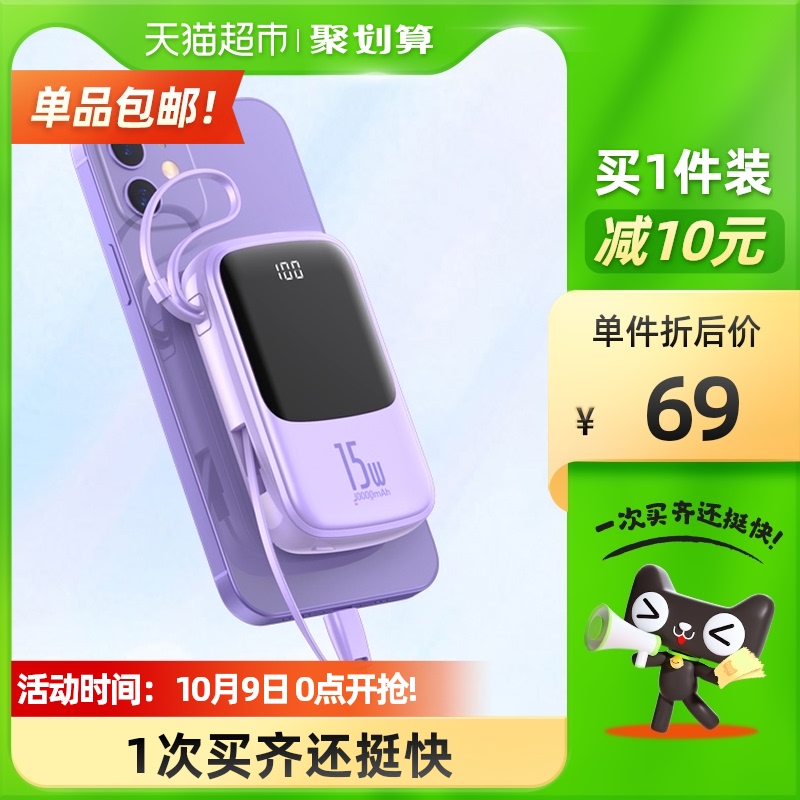 天猫超市 | 聚划算
单品包邮!
买1件装
减10元
单件折后价
¥ 69
100
15w
10000mAh
一次买齐还挺快!
活动时间: 10月9日 0点开抢!
1次买齐还挺快